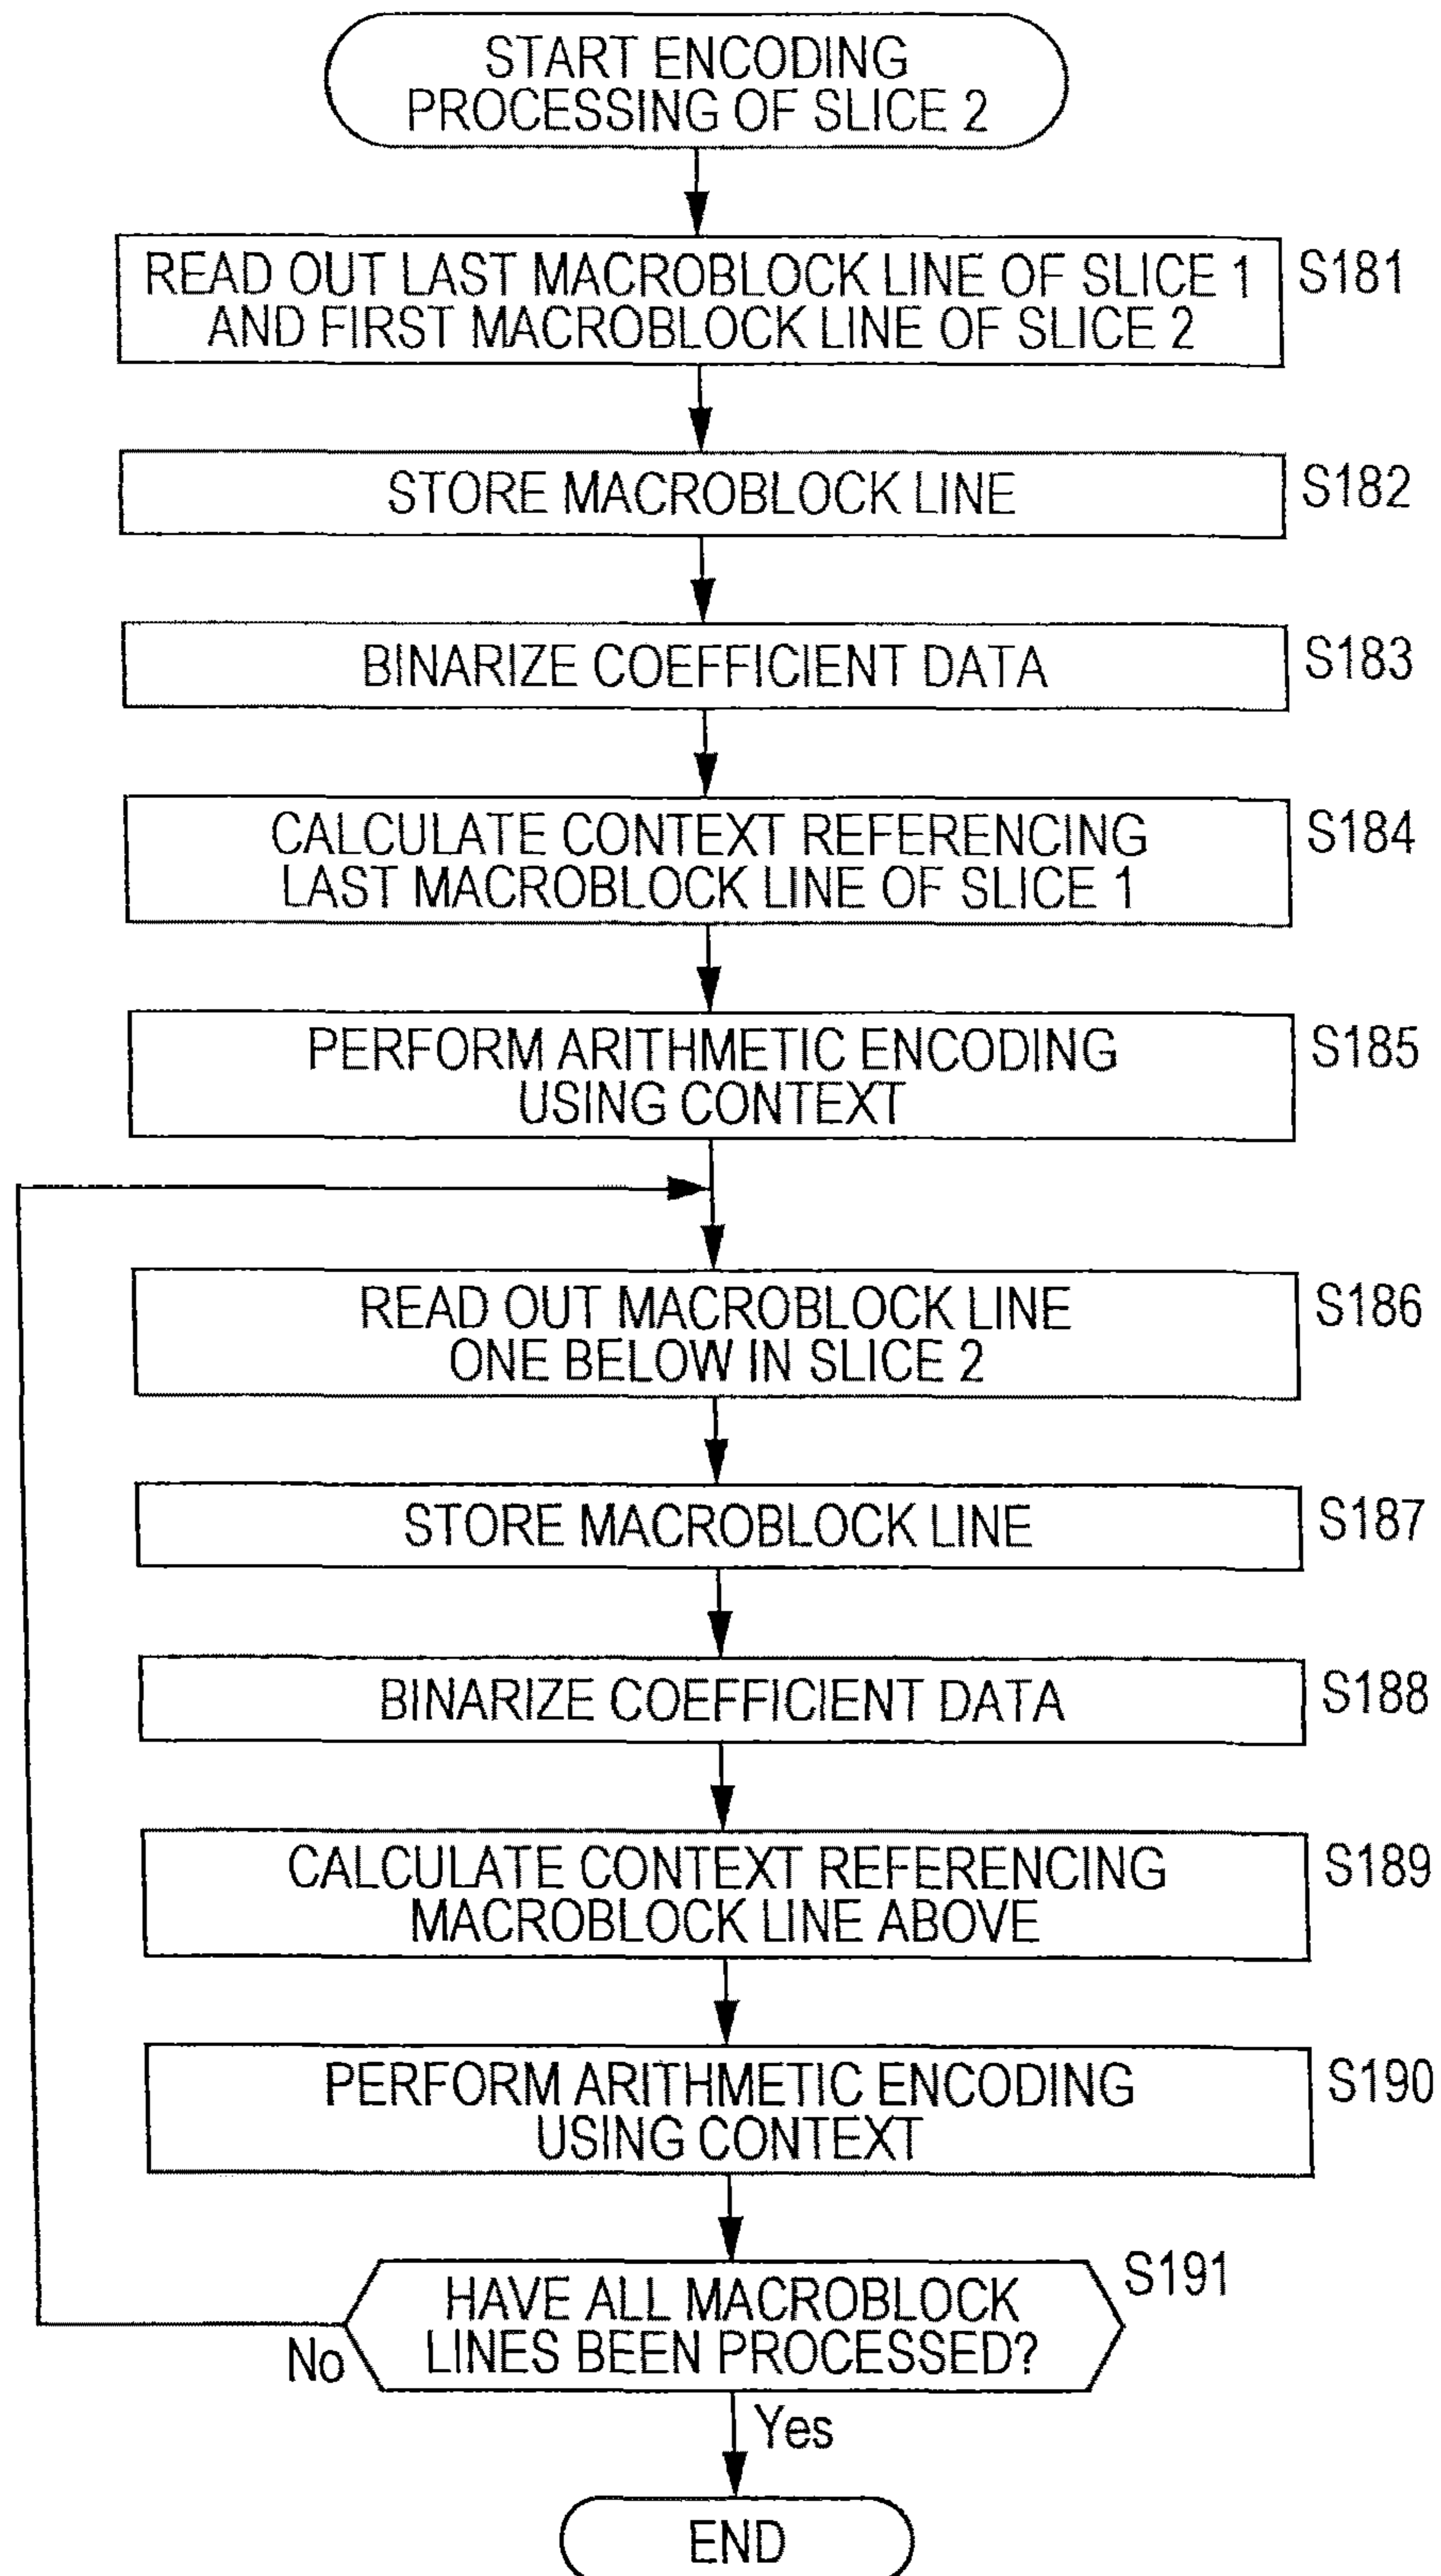 START ENCODING
PROCESSING OF SLICE 2
READ OUT LAST MACROBLOCK LINE OF SLICE 1
AND FIRST MACROBLOCK LINE OF SLICE 2
S181
STORE MACROBLOCK LINE
S182
BINARIZE COEFFICIENT DATA
S183
CALCULATE CONTEXT REFERENCING
LAST MACROBLOCK LINE OF SLICE 1
S184
PERFORM ARITHMETIC ENCODING
USING CONTEXT
S185
READ OUT MACROBLOCK LINE
ONE BELOW IN SLICE 2
S186
STORE MACROBLOCK LINE
S187
BINARIZE COEFFICIENT DATA
S188
CALCULATE CONTEXT REFERENCING
MACROBLOCK LINE ABOVE
S189
PERFORM ARITHMETIC ENCODING
USING CONTEXT
S190
HAVE ALL MACROBLOCK
LINES BEEN PROCESSED?
S191
No
Yes
END